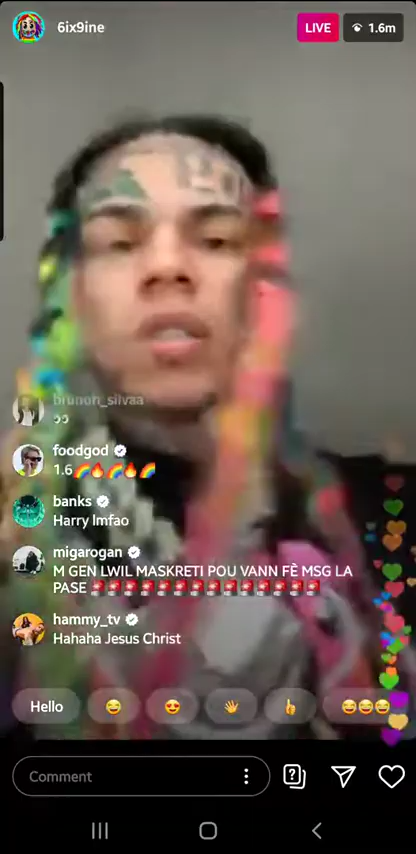 6ix9ine
LIVE
1.6m
brunoh_silvaa
foodgod
1.6🌈🔥🌈🔥🌈
banks
Harry lmfao
migarogan
M GEN LWIL MASKRETI POU VANN FÈ MSG LA
PASE 🚨🚨🚨🚨🚨🚨🚨🚨🚨🚨🚨🚨
hammy_tv
Hahaha Jesus Christ
Hello
😂
😍
👋
👍
😂😂😂
Comment